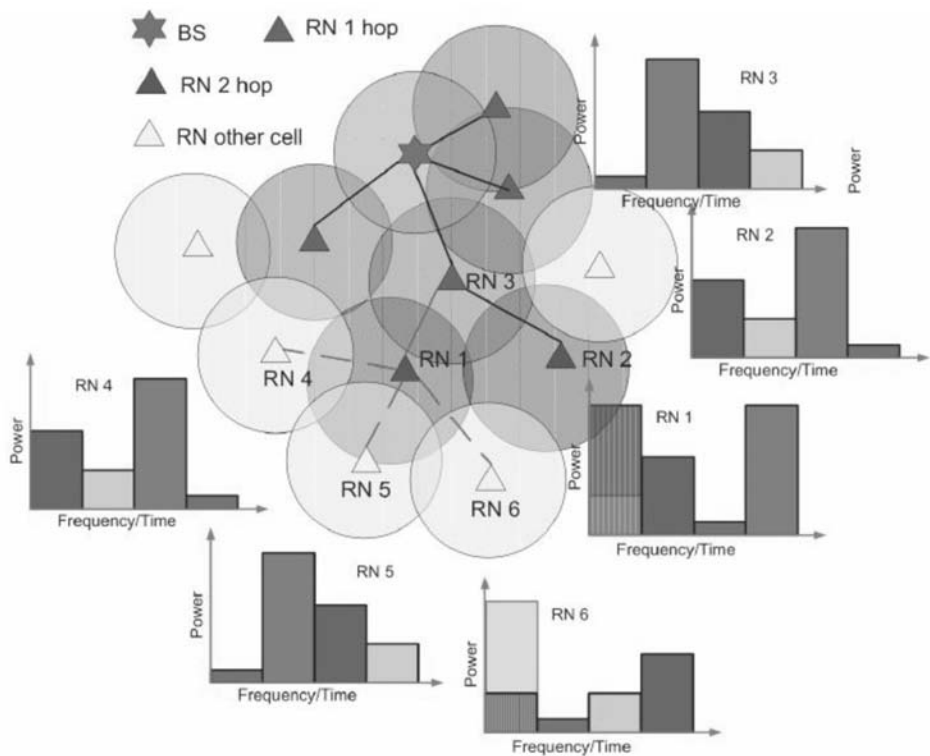 BS
RN 1 hop
RN 2 hop
RN other cell
RN 3
Power
Frequency/Time
Power
RN 2
Power
Frequency/Time
RN 3
RN 4
RN 1
RN 2
RN 4
Power
Frequency/Time
RN 1
Power
Frequency/Time
RN 5
RN 6
RN 5
Power
Frequency/Time
RN 6
Power
Frequency/Time